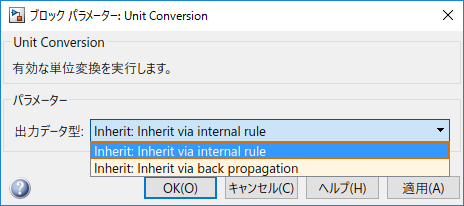 ブロック パラメーター: Unit Conversion
Unit Conversion
有効な単位変換を実行します。
パラメーター
出力データ型: Inherit: Inherit via internal rule
Inherit: Inherit via internal rule
Inherit: Inherit via back propagation
OK(O) キャンセル(C) ヘルプ(H) 適用(A)